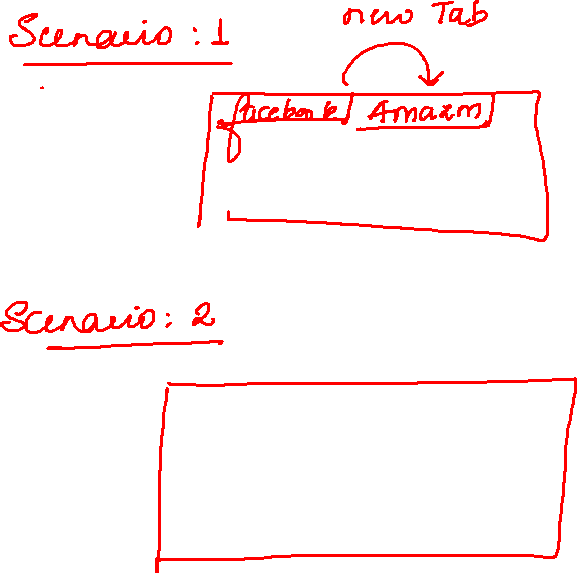 Scenario : 1
new Tab
facebook
Amazon
Scenario : 2